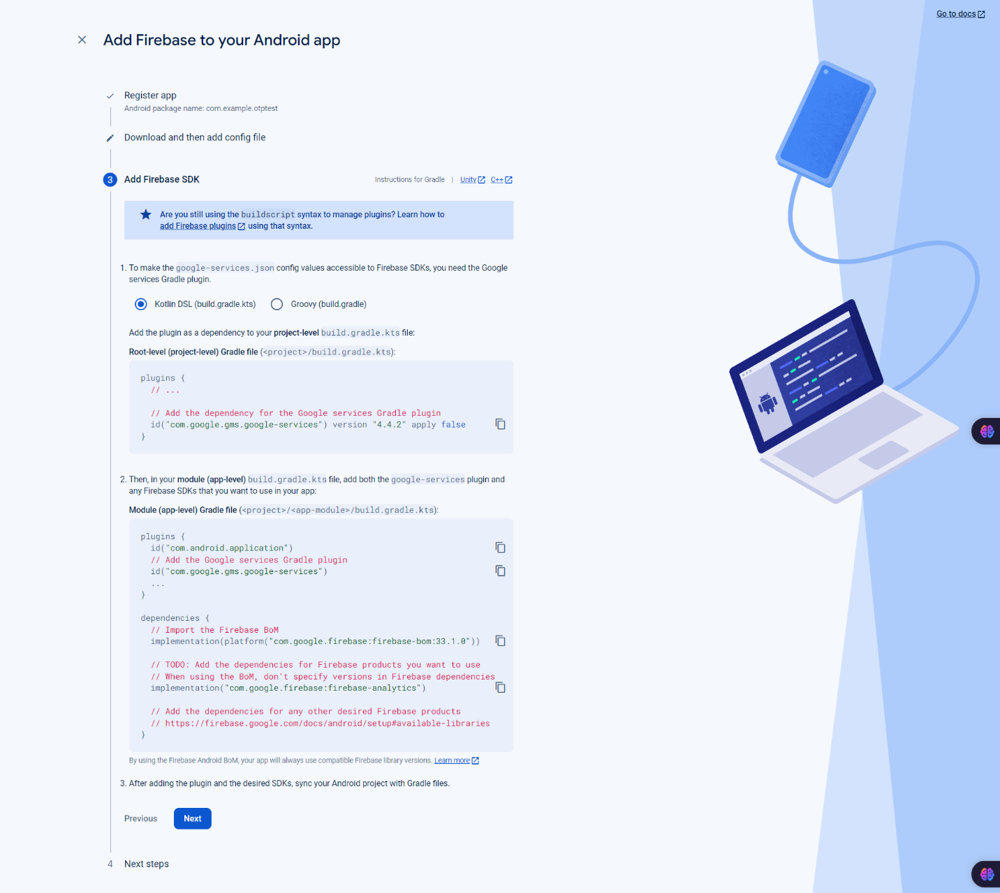 Go to docs
Add Firebase to your Android app
Register app
Android package name: com.example.otptest
Download and then add config file
3 Add Firebase SDK Instructions for Gradle | Unity C++
Are you still using the buildscript syntax to manage plugins? Learn how to
add Firebase plugins using that syntax.
1. To make the google-services.json config values accessible to Firebase SDKs, you need the Google
services Gradle plugin.
Kotlin DSL (build.gradle.kts) Groovy (build.gradle)
Add the plugin as a dependency to your project-level build.gradle.kts file:
Root-level (project-level) Gradle file (<project>/build.gradle.kts):
plugins {
// ...
// Add the dependency for the Google services Gradle plugin
id("com.google.gms.google-services") version "4.4.2" apply false
}
2. Then, in your module (app-level) build.gradle.kts file, add both the google-services plugin and
any Firebase SDKs that you want to use in your app:
Module (app-level) Gradle file (<project>/<app-module>/build.gradle.kts):
plugins {
id("com.android.application")
// Add the Google services Gradle plugin
id("com.google.gms.google-services")
...
}
dependencies {
// Import the Firebase BoM
implementation(platform("com.google.firebase:firebase-bom:33.1.0"))
// TODO: Add the dependencies for Firebase products you want to use
// When using the BoM, don't specify versions in Firebase dependencies
implementation("com.google.firebase:firebase-analytics")
// Add the dependencies for any other desired Firebase products
// https://firebase.google.com/docs/android/setup#available-libraries
}
By using the Firebase Android BoM, your app will always use compatible Firebase library versions. Learn more
3. After adding the plugin and the desired SDKs, sync your Android project with Gradle files.
Previous Next
4 Next steps